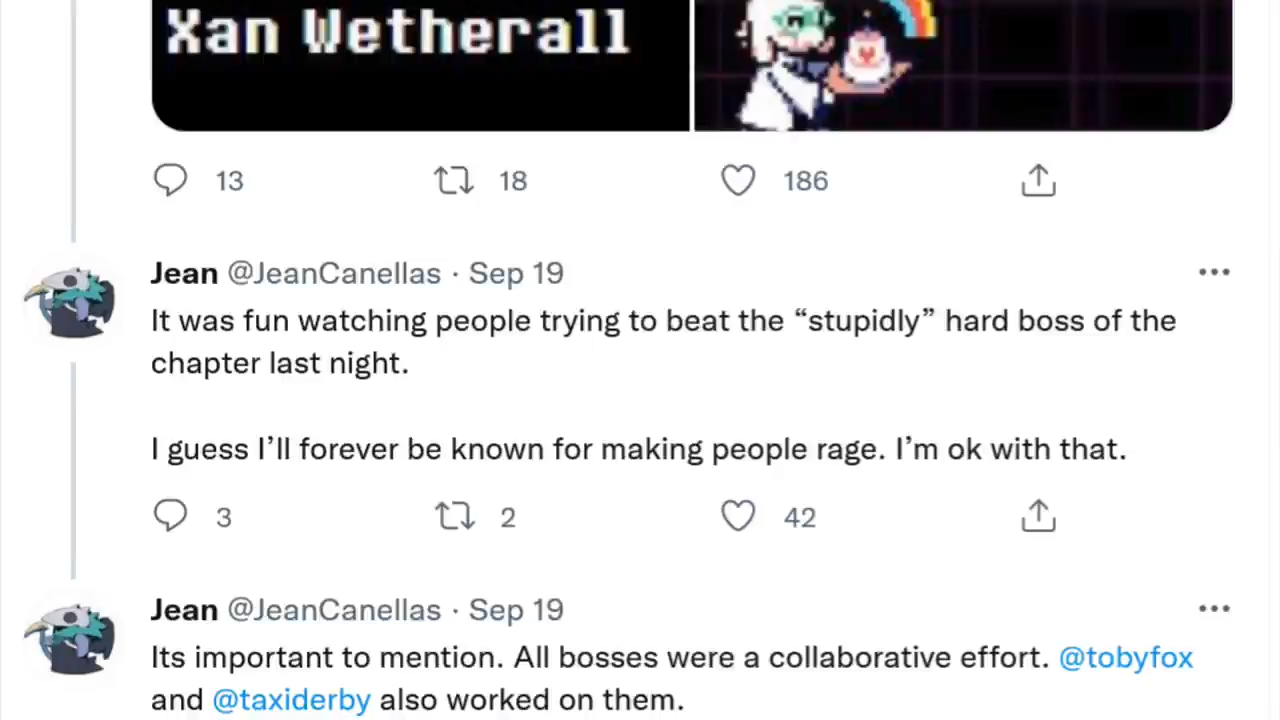 Xan Wetherall
13 18 186
Jean @JeanCanellas · Sep 19
It was fun watching people trying to beat the “stupidly” hard boss of the
chapter last night.
I guess I’ll forever be known for making people rage. I’m ok with that.
3 2 42
Jean @JeanCanellas · Sep 19
Its important to mention. All bosses were a collaborative effort. @tobyfox
and @taxiderby also worked on them.